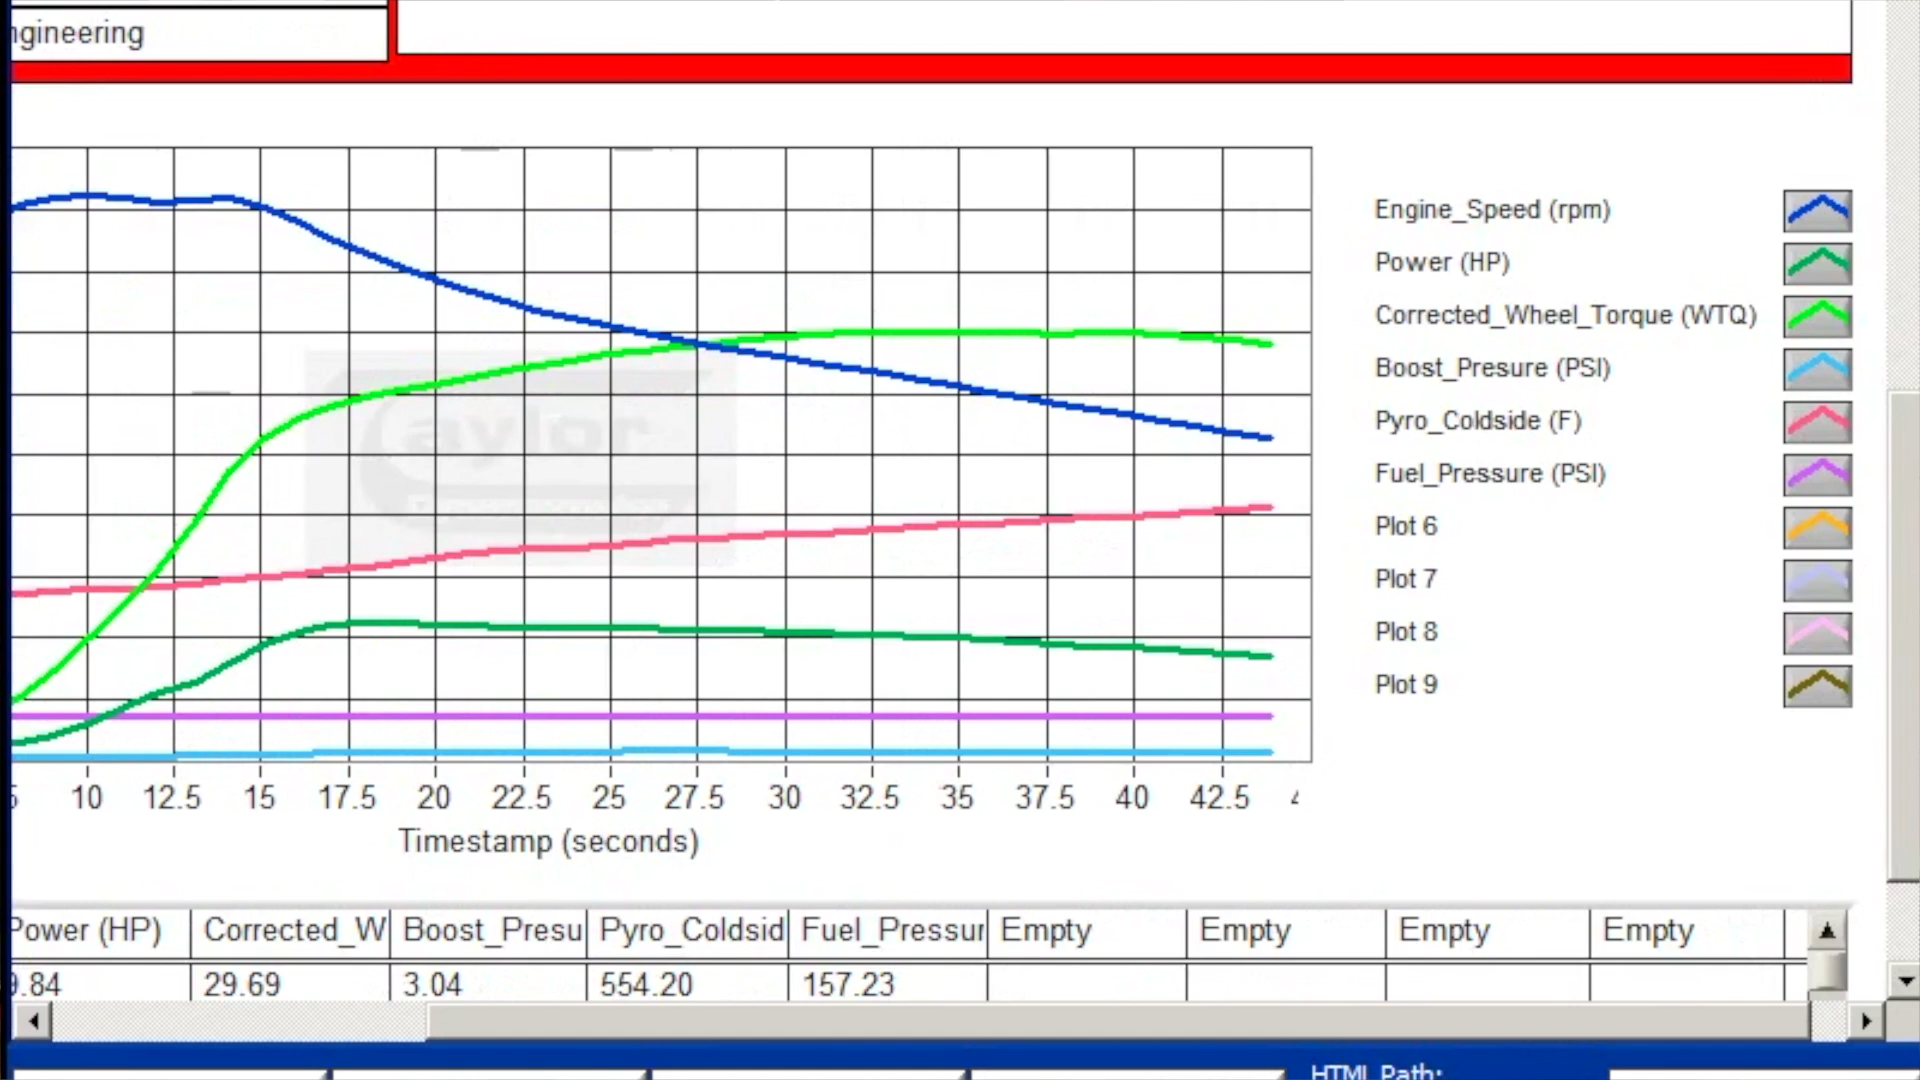 ngineering
Engine_Speed (rpm)
Power (HP)
Corrected_Wheel_Torque (WTQ)
Boost_Presure (PSI)
Pyro_Coldside (F)
Fuel_Pressure (PSI)
Plot 6
Plot 7
Plot 8
Plot 9
aylor
10 12.5 15 17.5 20 22.5 25 27.5 30 32.5 35 37.5 40 42.5
Timestamp (seconds)
Power (HP) Corrected_W Boost_Presu Pyro_Coldsid Fuel_Pressur Empty Empty Empty Empty
9.84 29.69 3.04 554.20 157.23
HTML Path: